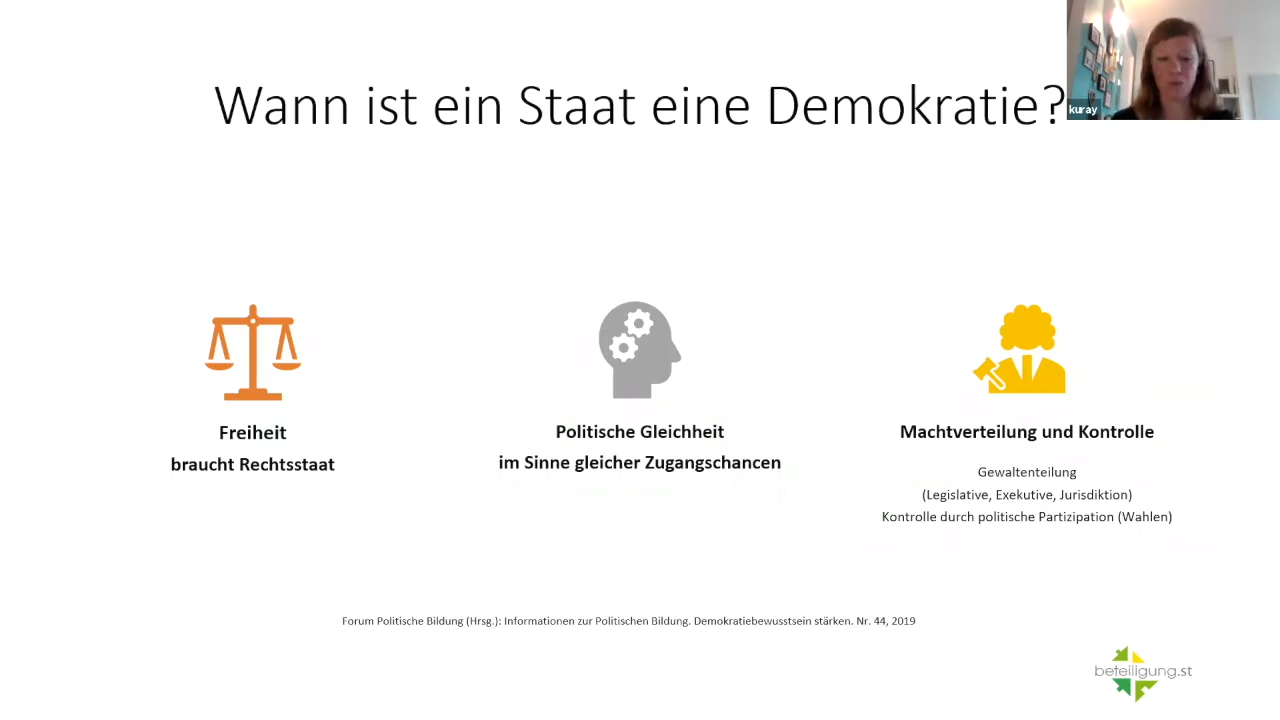 Wann ist ein Staat eine Demokratie?
kuray
Freiheit
braucht Rechtsstaat
Politische Gleichheit
im Sinne gleicher Zugangschancen
Machtverteilung und Kontrolle
Gewaltenteilung
(Legislative, Exekutive, Jurisdiktion)
Kontrolle durch politische Partizipation (Wahlen)
Forum Politische Bildung (Hrsg.): Informationen zur Politischen Bildung. Demokratiebewusstsein stärken. Nr. 44, 2019
beteiligung.st